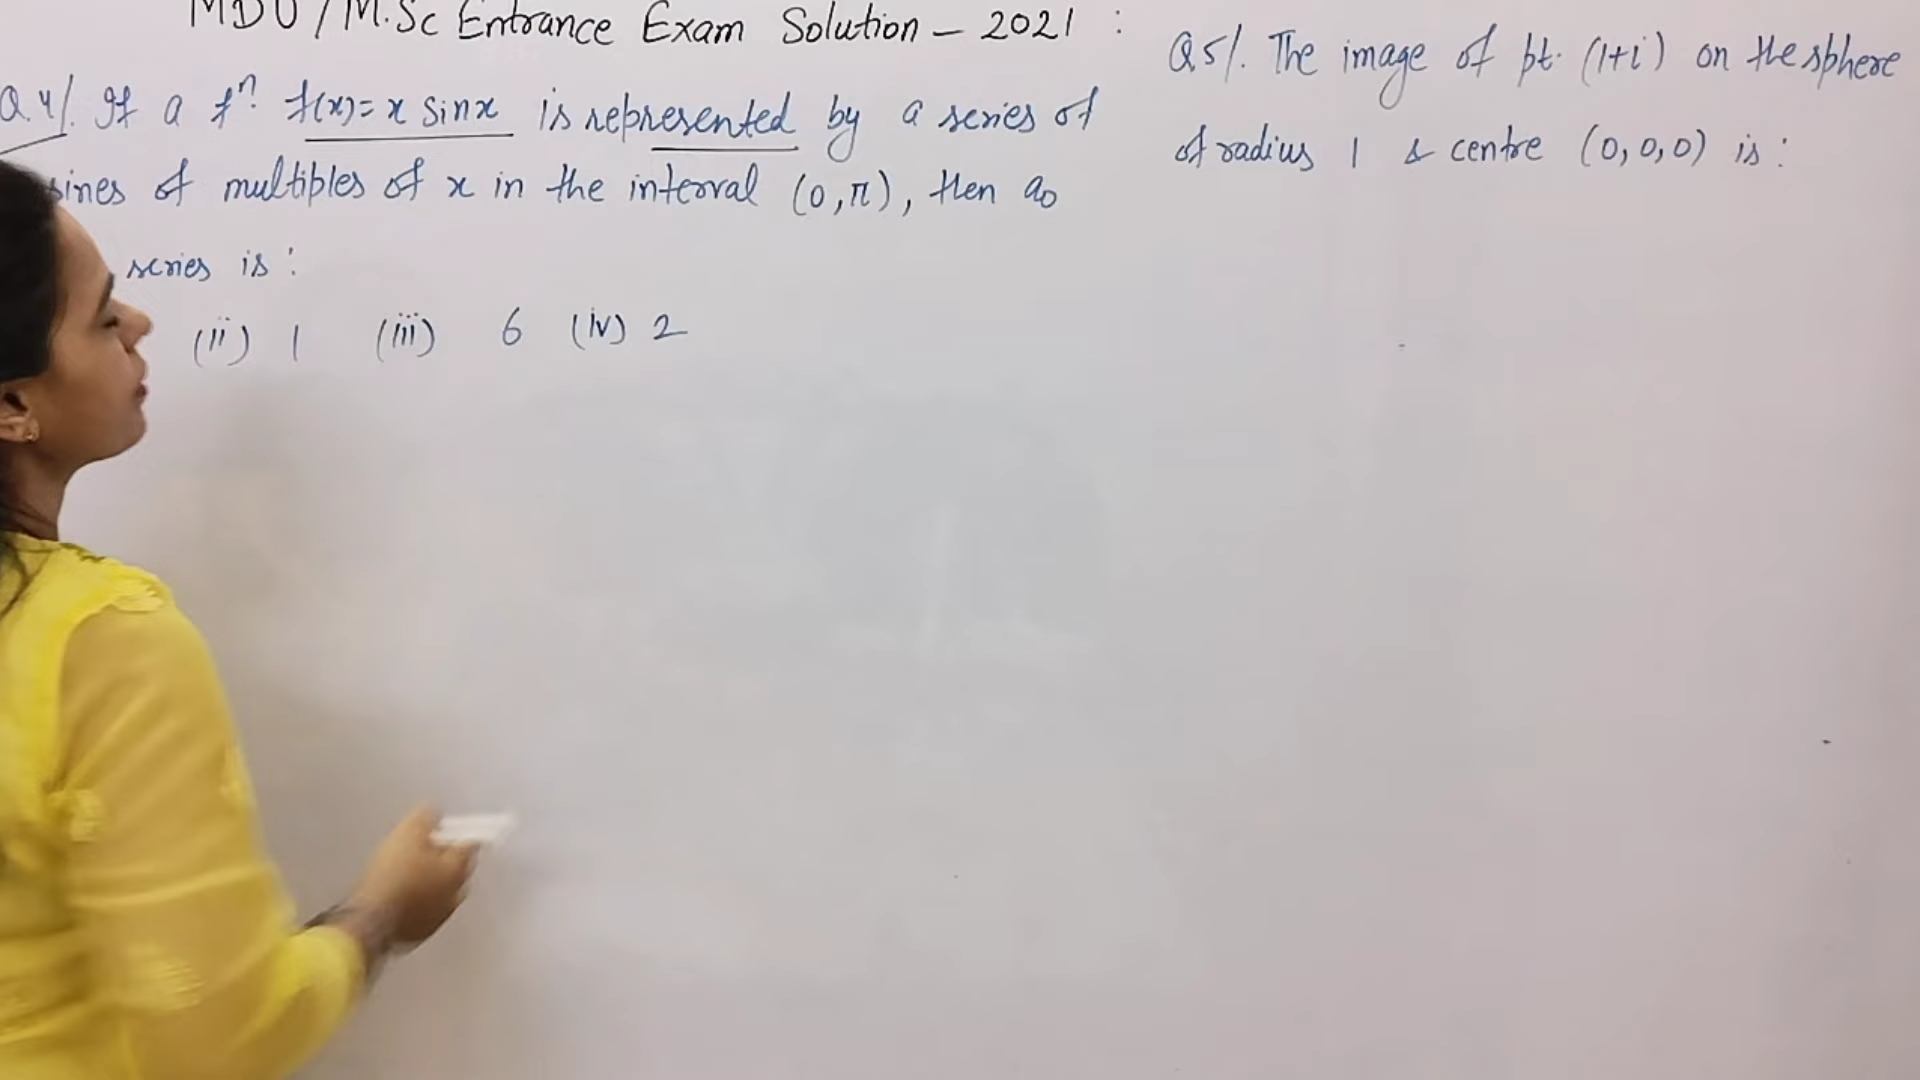 MDU / M.Sc Entrance Exam Solution – 2021 :
Q.4/. If a fⁿ. f(x) = x sinx is represented by a series of
sines of multiples of x in the interval (0,π), then a₀
series is :
(ii) 1 (iii) 6 (iv) 2
Q5/. The image of pt. (1+i) on the sphere
of radius 1 & centre (0,0,0) is :